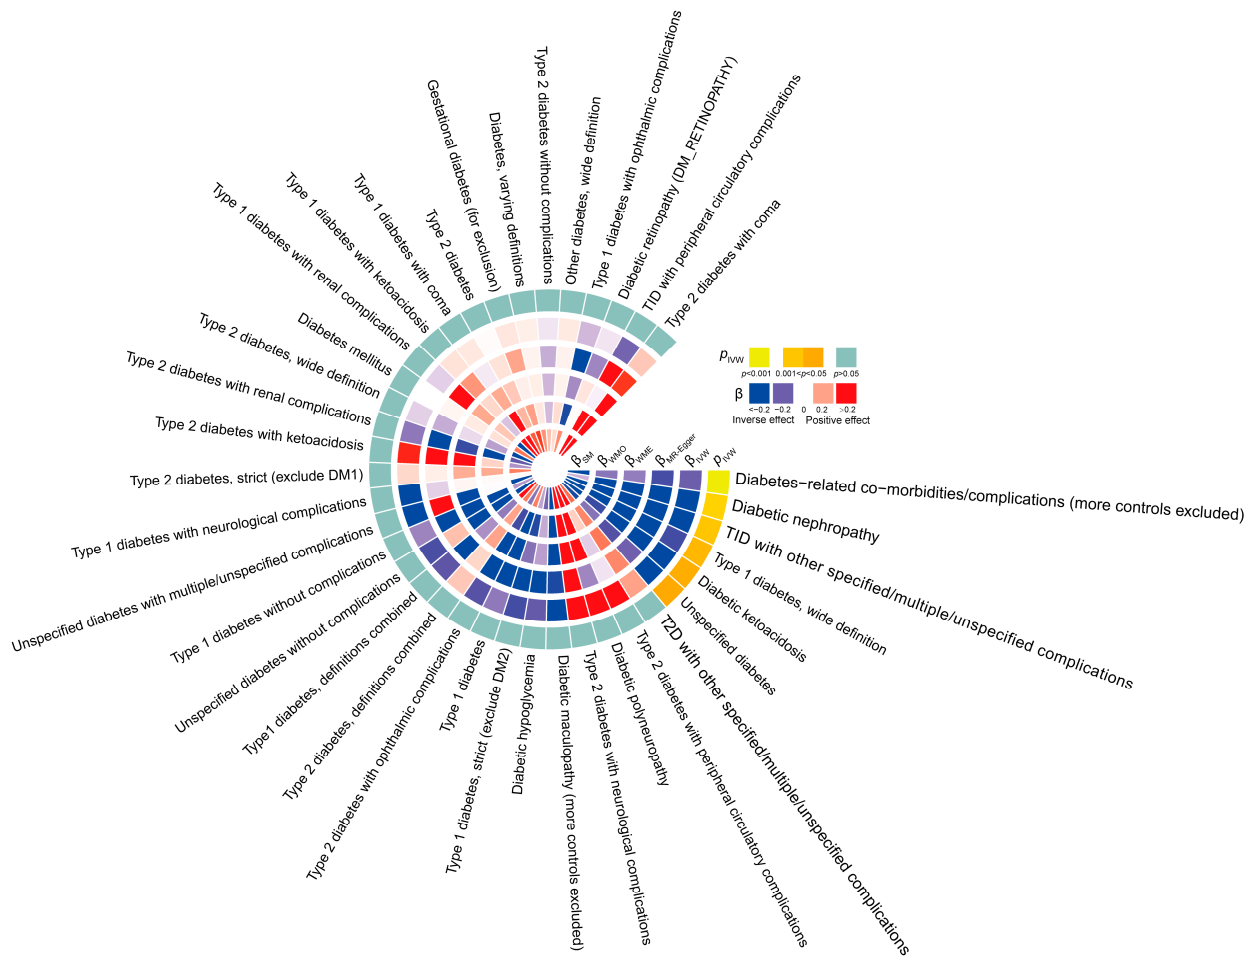 Type 2 diabetes with coma
TID with peripheral circulatory complications
Diabetic retinopathy (DM_RETINOPATHY)
Type 1 diabetes with ophthalmic complications
Other diabetes, wide definition
Type 2 diabetes without complications
Diabetes, varying definitions
Gestational diabetes (for exclusion)
Type 2 diabetes
Type 1 diabetes with coma
Type 1 diabetes with ketoacidosis
Type 1 diabetes with renal complications
Diabetes mellitus
Type 2 diabetes, wide definition
Type 2 diabetes with renal complications
Type 2 diabetes with ketoacidosis
Type 2 diabetes, strict (exclude DM1)
Type 1 diabetes with neurological complications
Unspecified diabetes with multiple/unspecified complications
Type 1 diabetes without complications
Unspecified diabetes without complications
Type1 diabetes, definitions combined
Type 2 diabetes, definitions combined
Type 2 diabetes with ophthalmic complications
Type 1 diabetes
Type 1 diabetes, strict (exclude DM2)
Diabetic hypoglycemia
Diabetic maculopathy (more controls excluded)
Type 2 diabetes with neurological complications
Diabetic polyneuropathy
Type 2 diabetes with peripheral circulatory complications
T2D with other specified/multiple/unspecified complications
Unspecified diabetes
Diabetic ketoacidosis
Type 1 diabetes, wide definition
TID with other specified/multiple/unspecified complications
Diabetic nephropathy
Diabetes−related co−morbidities/complications (more controls excluded)
βSM βWMO βWME βMR-Egger βIVW pIVW
pIVW
p<0.001 0.001<p<0.05 p>0.05
β
<−0.2 −0.2 0 0.2 >0.2
Inverse effect Positive effect